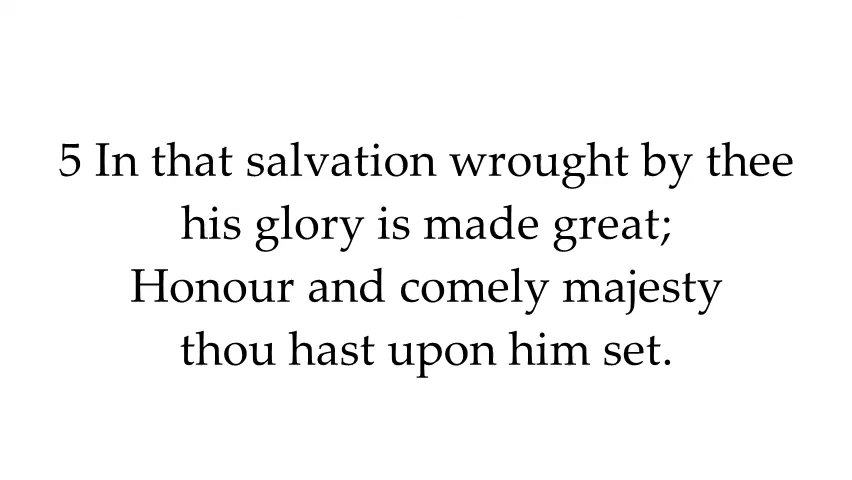 5 In that salvation wrought by thee
his glory is made great;
Honour and comely majesty
thou hast upon him set.